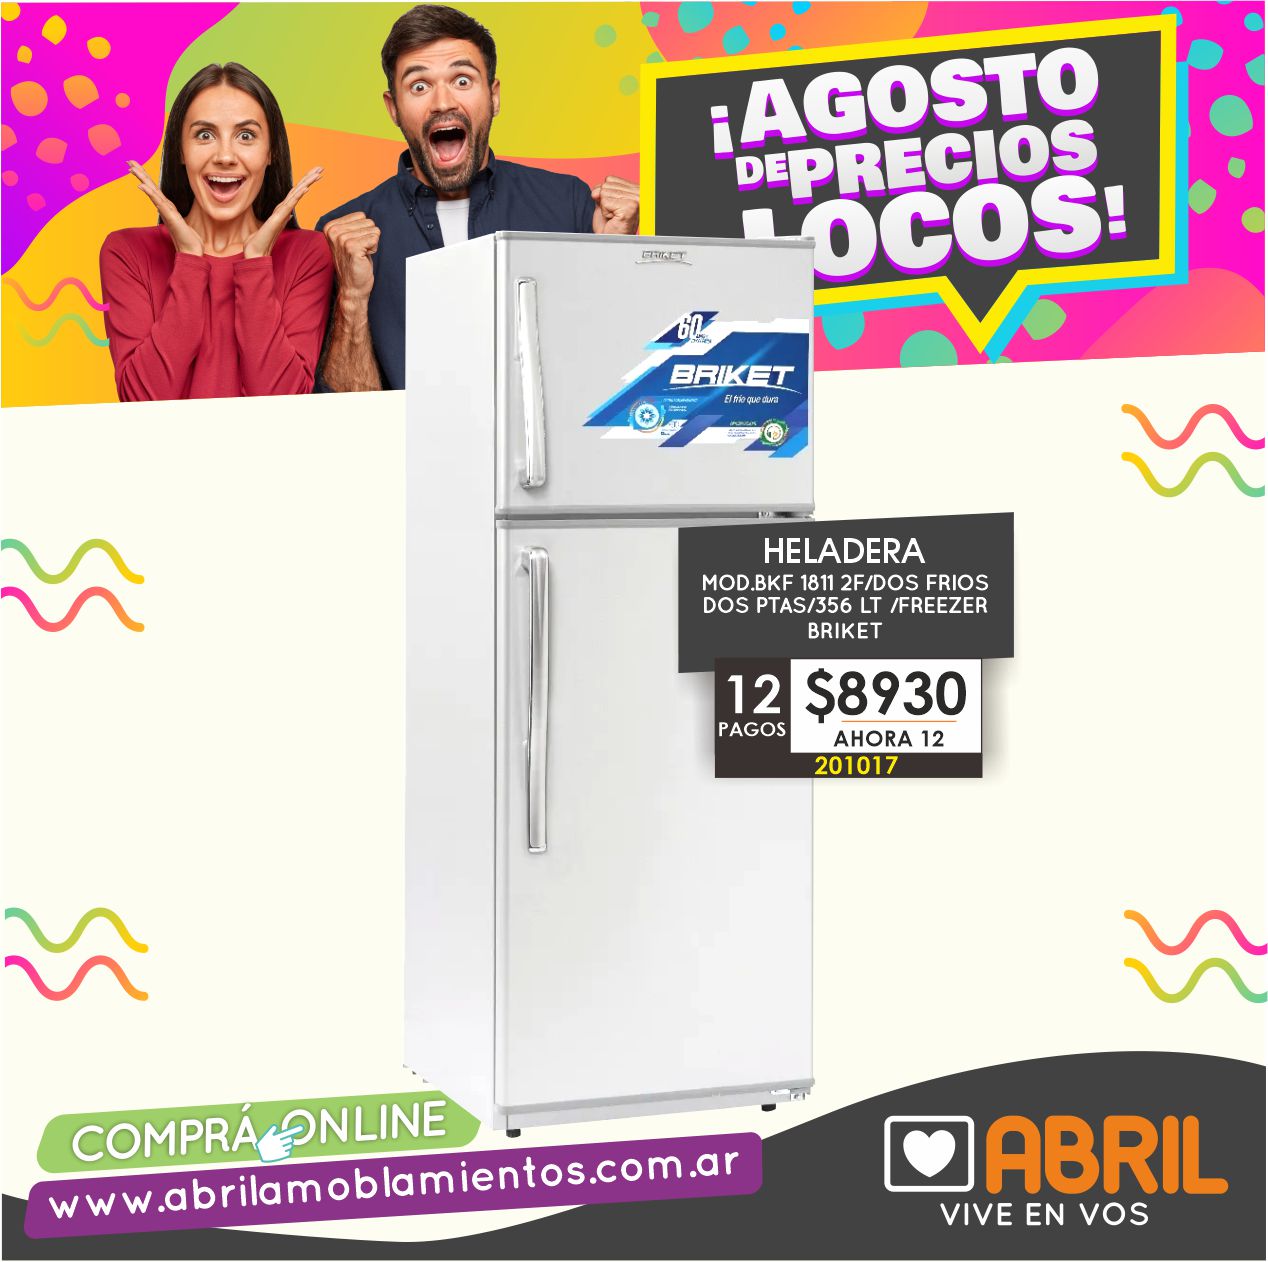 ¡AGOSTO
DE PRECIOS
LOCOS!
BRIKET
60
BRIKET
El frío que dura
HELADERA
MOD.BKF 1811 2F/DOS FRIOS
DOS PTAS/356 LT /FREEZER
BRIKET
12
PAGOS
$8930
AHORA 12
201017
COMPRÁ ONLINE
www.abrilamoblamientos.com.ar
ABRIL
VIVE EN VOS